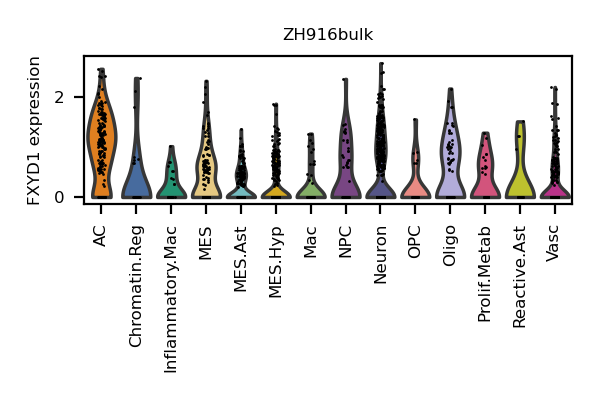 ZH916bulk
FXYD1 expression
2
0
AC
Chromatin.Reg
Inflammatory.Mac
MES
MES.Ast
MES.Hyp
Mac
NPC
Neuron
OPC
Oligo
Prolif.Metab
Reactive.Ast
Vasc